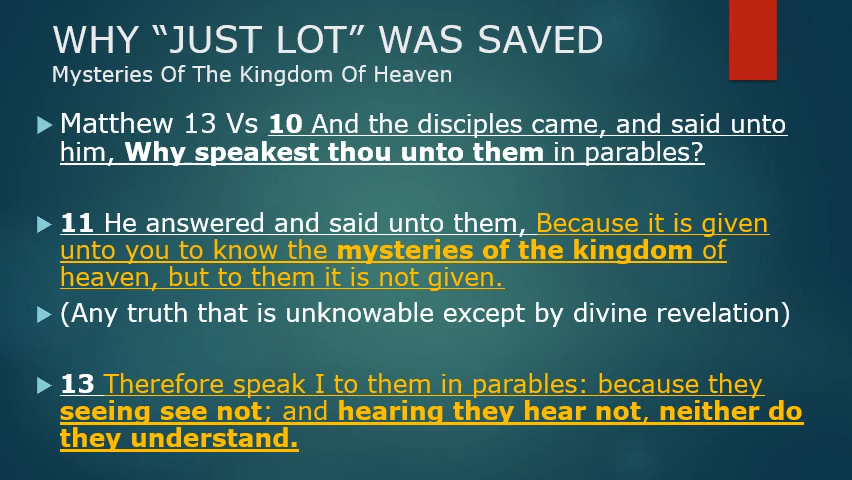 WHY “JUST LOT” WAS SAVED
Mysteries Of The Kingdom Of Heaven
Matthew 13 Vs 10 And the disciples came, and said unto
him, Why speakest thou unto them in parables?
11 He answered and said unto them, Because it is given
unto you to know the mysteries of the kingdom of
heaven, but to them it is not given.
(Any truth that is unknowable except by divine revelation)
13 Therefore speak I to them in parables: because they
seeing see not; and hearing they hear not, neither do
they understand.